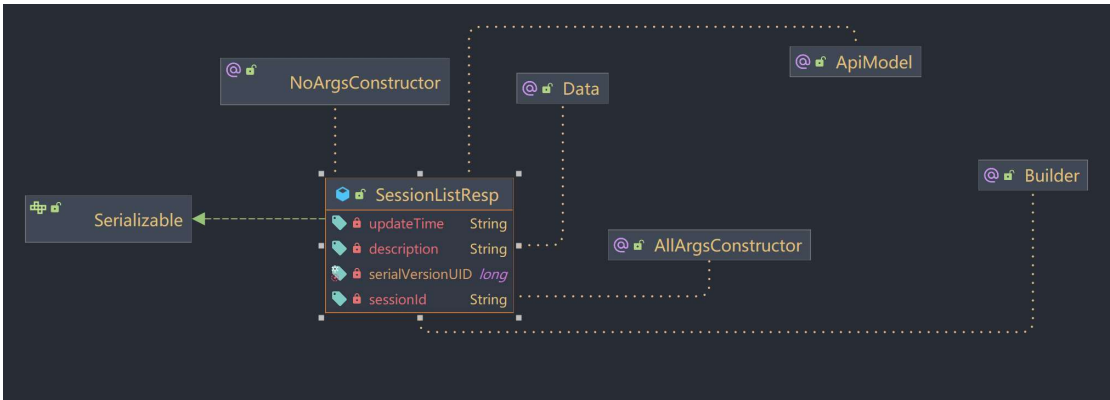 @ ApiModel
@ NoArgsConstructor
@ Data
@ Builder
SessionListResp
Serializable
updateTime String
description String
@ AllArgsConstructor
serialVersionUID long
sessionId String